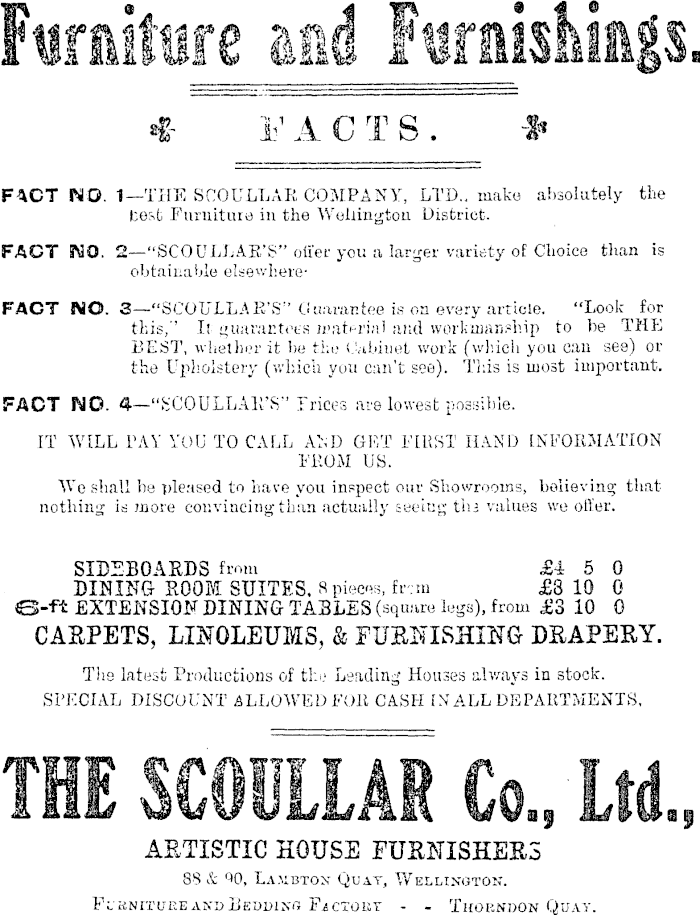 Furniture and Furnishings.
FACTS.
FACT NO. 1—THE SCOULLAR COMPANY, LTD., make absolutely the
best Furniture in the Wellington District.
FACT NO. 2—"SCOULLAR'S" offer you a larger variety of Choice than is
obtainable elsewhere.
FACT NO. 3—"SCOULLAR'S" Guarantee is on every article. "Look for
this," It guarantees material and workmanship to be THE
BEST, whether it be the Cabinet work (which you can see) or
the Upholstery (which you can't see). This is most important.
FACT NO. 4—"SCOULLAR'S" Prices are lowest possible.
IT WILL PAY YOU TO CALL AND GET FIRST HAND INFORMATION
FROM US.
We shall be pleased to have you inspect our Showrooms, believing that
nothing is more convincing than actually seeing the values we offer.
SIDEBOARDS from £4 5 0
DINING ROOM SUITES, 8 pieces, from £8 10 0
6-ft EXTENSION DINING TABLES (square legs), from £3 10 0
CARPETS, LINOLEUMS, & FURNISHING DRAPERY.
The latest Productions of the Leading Houses always in stock.
SPECIAL DISCOUNT ALLOWED FOR CASH IN ALL DEPARTMENTS,
THE SCOULLAR Co., Ltd.,
ARTISTIC HOUSE FURNISHERS
88 & 90, LAMBTON QUAY, WELLINGTON.
FURNITURE AND BEDDING FACTORY - - THORNDON QUAY.